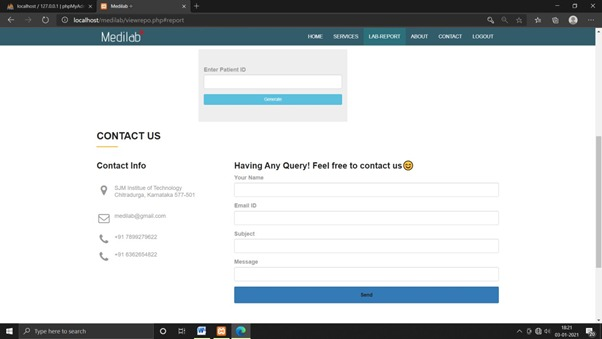 localhost / 127.0.0.1 | phpMyAd
Medilab
localhost/medilab/viewrepo.php#report
Medilab
HOME SERVICES LAB-REPORT ABOUT CONTACT LOGOUT
Enter Patient ID
Generate
CONTACT US
Contact Info
SJM Institue of Technology
Chitradurga, Karnataka 577-501
medilab@gmail.com
+91 7899279622
+91 6362654822
Having Any Query! Feel free to contact us😊
Your Name
Email ID
Subject
Message
Send
Type here to search
18:21
03-01-2021